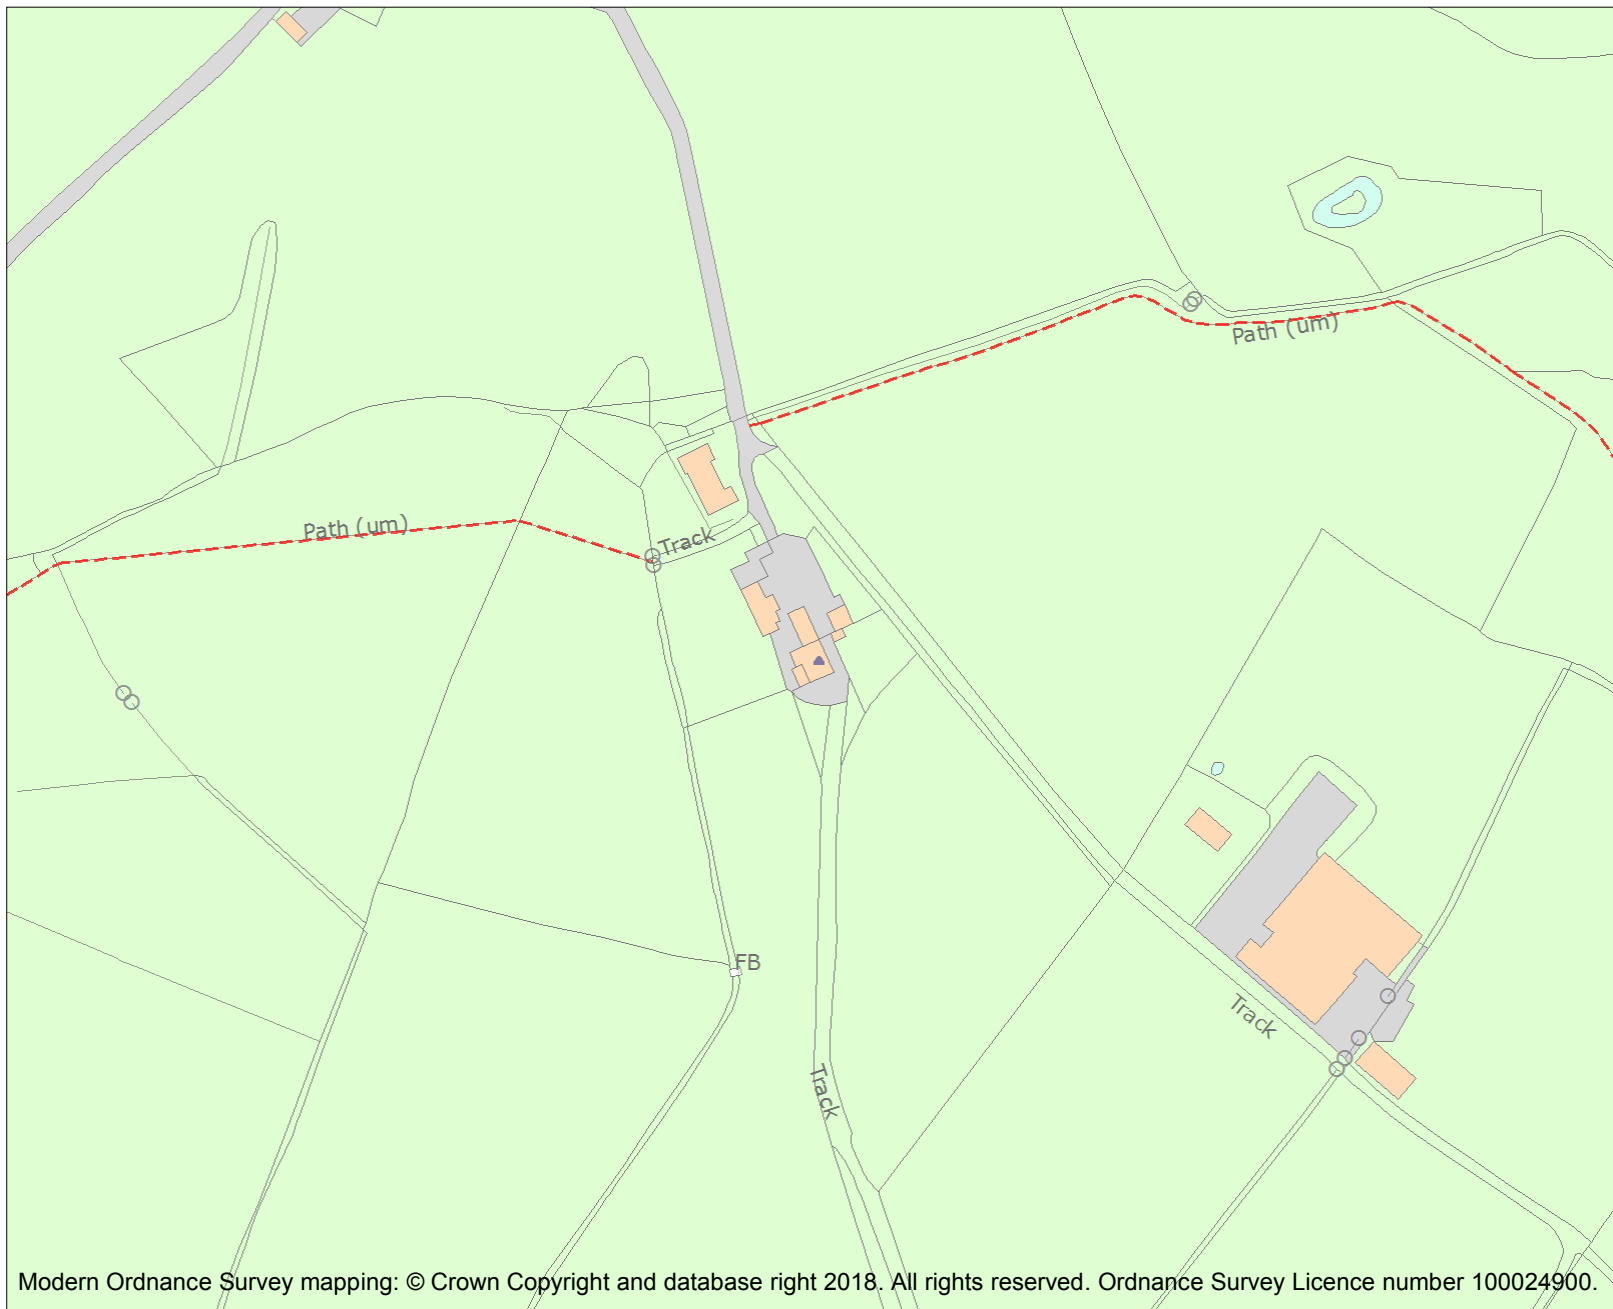 Path (um)
Path (um)
Track
FB
Track
Track
Modern Ordnance Survey mapping: © Crown Copyright and database right 2018. All rights reserved. Ordnance Survey Licence number 100024900.